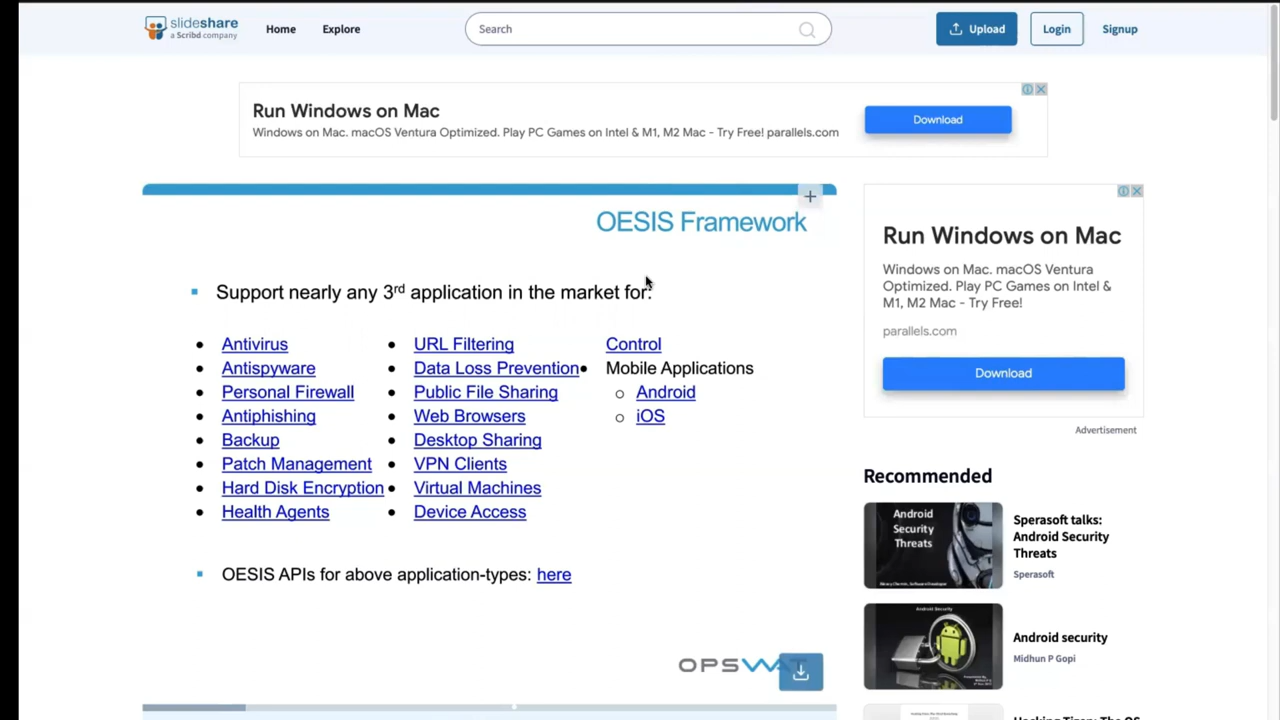 slideshare
a Scribd company
Home
Explore
Search
Upload
Login
Signup
Run Windows on Mac
Windows on Mac. macOS Ventura Optimized. Play PC Games on Intel & M1, M2 Mac - Try Free! parallels.com
Download
OESIS Framework
Support nearly any 3rd application in the market for:
Antivirus
Antispyware
Personal Firewall
Antiphishing
Backup
Patch Management
Hard Disk Encryption
Health Agents
URL Filtering
Data Loss Prevention
Public File Sharing
Web Browsers
Desktop Sharing
VPN Clients
Virtual Machines
Device Access
Control
Mobile Applications
Android
iOS
OESIS APIs for above application-types: here
Run Windows on Mac
Windows on Mac. macOS Ventura
Optimized. Play PC Games on Intel &
M1, M2 Mac - Try Free!
parallels.com
Download
Advertisement
Recommended
Android
Security
Threats
Sperasoft talks:
Android Security
Threats
Sperasoft
Android Security
Android security
Midhun P Gopi